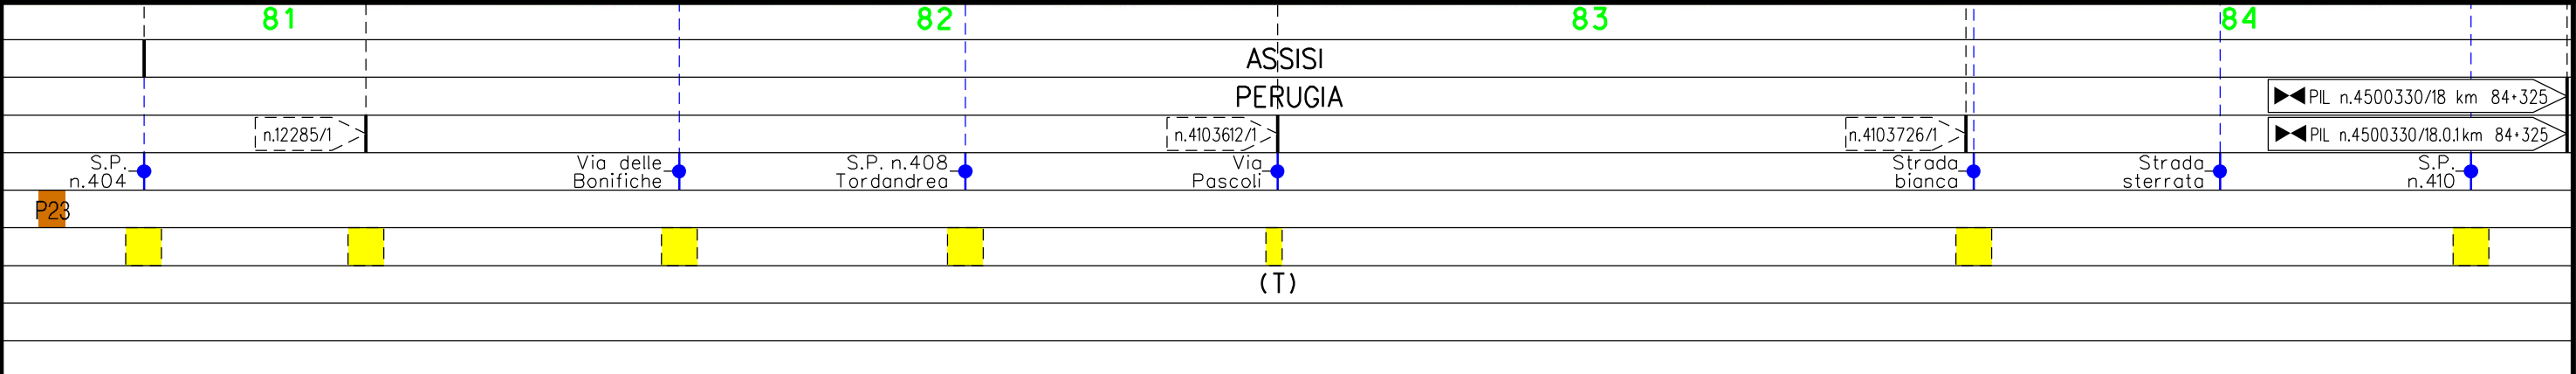 81 82 83 84
ASSISI
PERUGIA
PIL n.4500330/18 km 84+325
n.12285/1 n.4103612/1 n.4103726/1 PIL n.4500330/18.0.1km 84+325
S.P. Via delle S.P. n.408 Via Strada Strada S.P.
n.404 Bonifiche Tordandrea Pascoli bianca sterrata n.410
P23
(T)